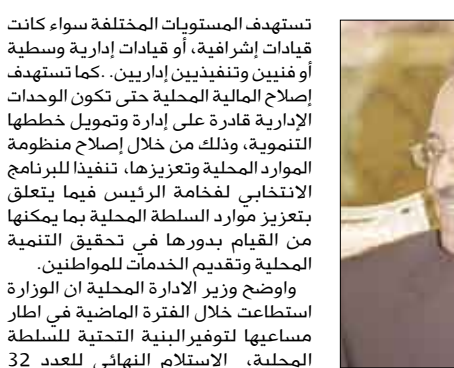 تستهدف المستويات المختلفة سواء كانت
قيادات إشرافية، أو قيادات إدارية وسطية
أو فنيين وتنفيذيين إداريين. .كما تستهدف
إصلاح المالية المحلية حتى تكون الوحدات
الإدارية قادرة على إدارة وتمويل خططها
التنموية، وذلك من خلال إصلاح منظومة
الموارد المحلية وتعزيزها، تنفيذا للبرنامج
الانتخابي لفخامة الرئيس فيما يتعلق
بتعزيز موارد السلطة المحلية بما يمكنها
من القيام بدورها في تحقيق التنمية
المحلية وتقديم الخدمات للمواطنين.
واوضح وزير الادارة المحلية ان الوزارة
استطاعت خلال الفترة الماضية في اطار
مساعيها لتوفيرالبنية التحتية للسلطة
المحلية، الاستلام النهائي للعدد 32